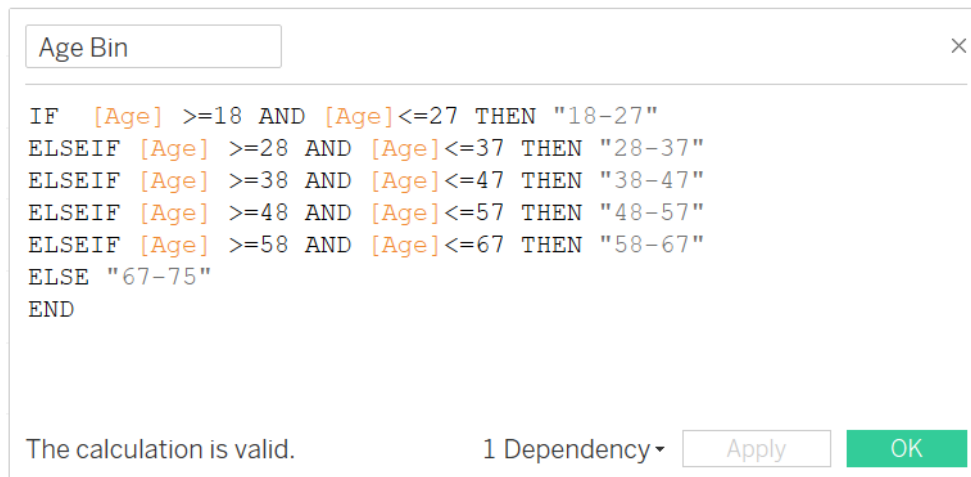 Age Bin
IF  [Age] >=18 AND [Age]<=27 THEN "18-27"
ELSEIF [Age] >=28 AND [Age]<=37 THEN "28-37"
ELSEIF [Age] >=38 AND [Age]<=47 THEN "38-47"
ELSEIF [Age] >=48 AND [Age]<=57 THEN "48-57"
ELSEIF [Age] >=58 AND [Age]<=67 THEN "58-67"
ELSE "67-75"
END
The calculation is valid. 1 Dependency Apply OK